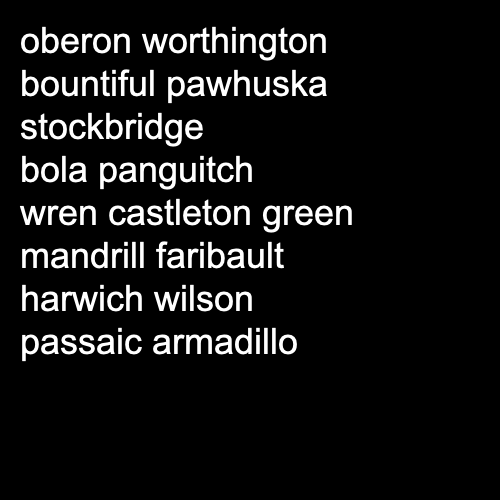 oberon worthington
bountiful pawhuska
stockbridge
bola panguitch
wren castleton green
mandrill faribault
harwich wilson
passaic armadillo